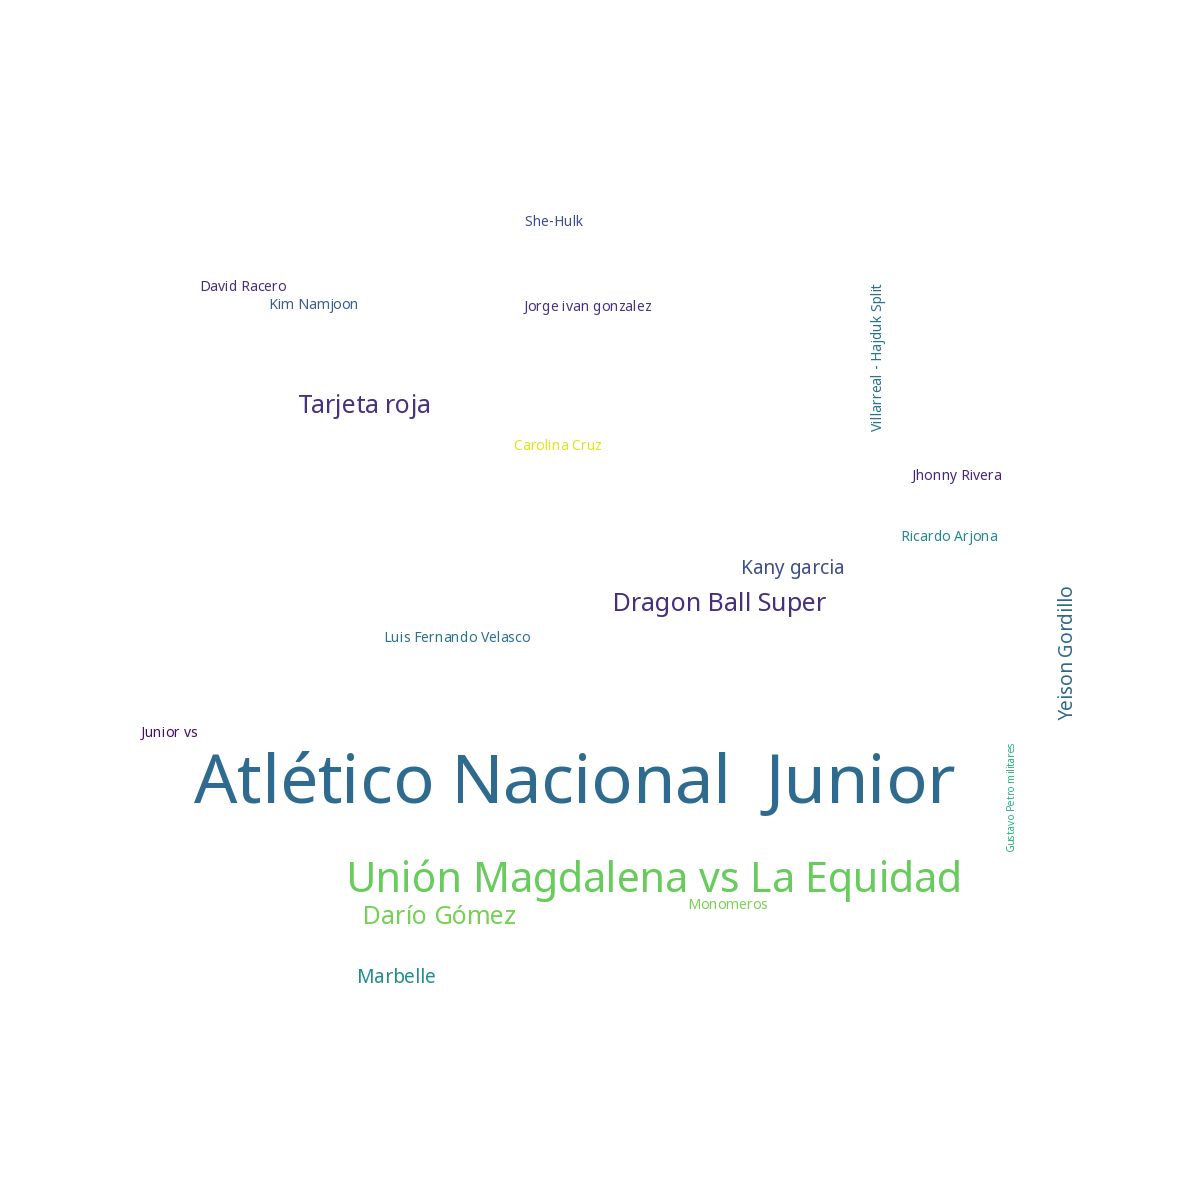 She-Hulk
David Racero
Kim Namjoon
Jorge ivan gonzalez
Villarreal - Hajduk Split
Tarjeta roja
Carolina Cruz
Jhonny Rivera
Ricardo Arjona
Kany garcia
Dragon Ball Super
Yeison Gordillo
Luis Fernando Velasco
Junior vs
Atlético Nacional  Junior
Gustavo Petro militares
Unión Magdalena vs La Equidad
Monomeros
Darío Gómez
Marbelle